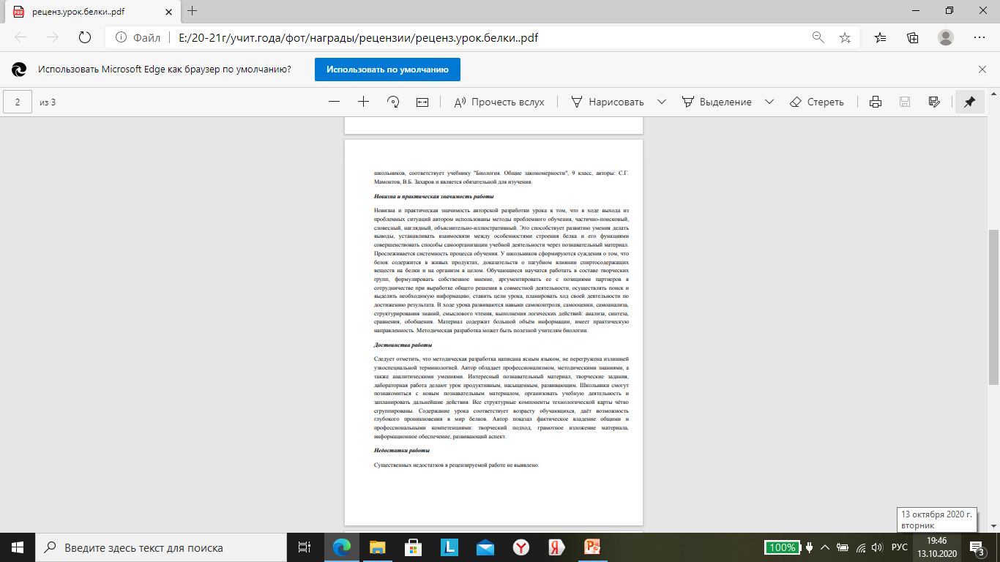 реценз.урок.белки..pdf
Файл
E:/20-21г/учит.года/фот/награды/рецензии/реценз.урок.белки..pdf
Использовать Microsoft Edge как браузер по умолчанию?
Использовать по умолчанию
2 из 3
Прочесть вслух
Нарисовать
Выделение
Стереть
школьников, соответствует учебнику "Биология. Общие закономерности", 9 класс, авторы: С.Г.
Мамонтов, В.Б. Захаров и является обязательной для изучения.
Новизна и практическая значимость работы
Новизна и практическая значимость авторской разработки урока в том, что в ходе выхода из
проблемных ситуаций автором использованы методы проблемного обучения, частично-поисковый,
словесный, наглядный, объяснительно-иллюстративный. Это способствует развитию умения делать
выводы, устанавливать взаимосвязи между особенностями строения белка и его функциями
совершенствовать способы самоорганизации учебной деятельности через познавательный материал.
Прослеживается системность процесса обучения. У школьников сформируются суждения о том, что
белок содержится в живых продуктах, доказательств о пагубном влиянии спиртосодержащих
веществ на белки и на организм в целом. Обучающиеся научатся работать в составе творческих
групп, формулировать собственное мнение, аргументировать ее с позициями партнеров в
сотрудничестве при выработке общего решения в совместной деятельности, осуществлять поиск и
выделять необходимую информацию, ставить цели урока, планировать ход своей деятельности по
достижению результата. В ходе урока развиваются навыки самоконтроля, самооценки, самоанализа,
структурирования знаний, смыслового чтения, выполнения логических действий: анализа, синтеза,
сравнения, обобщения. Материал содержит большой объём информации, имеет практическую
направленность. Методическая разработка может быть полезной учителям биологии.
Достоинства работы
Следует отметить, что методическая разработка написана ясным языком, не перегружена излишней
узкоспециальной терминологией. Автор обладает профессионализмом, методическими знаниями, а
также аналитическими умениями. Интересный познавательный материал, творческие задания,
лабораторная работа делают урок продуктивным, насыщенным, развивающим. Школьники смогут
познакомиться с новым познавательным материалом, организовать учебную деятельность и
запланировать дальнейшие действия. Все структурные компоненты технологической карты чётко
сгруппированы. Содержание урока соответствует возрасту обучающихся, даёт возможность
глубокого проникновения в мир белков. Автор показал фактическое владение общими и
профессиональными компетенциями: творческий подход, грамотное изложение материала,
информационное обеспечение, развивающий аспект.
Недостатки работы
Существенных недостатков в рецензируемой работе не выявлено.
13 октября 2020 г.
вторник
Введите здесь текст для поиска
100%
РУС
19:46
13.10.2020
3